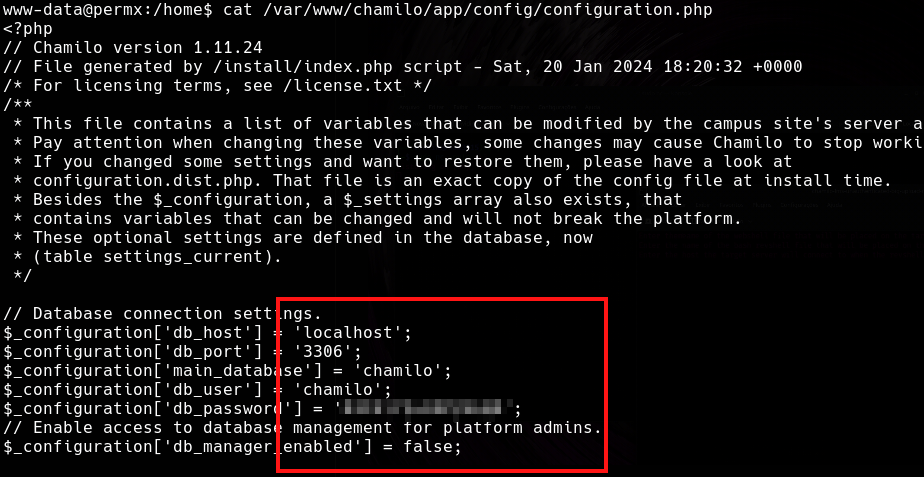 www-data@permx:/home$ cat /var/www/chamilo/app/config/configuration.php
<?php
// Chamilo version 1.11.24
// File generated by /install/index.php script - Sat, 20 Jan 2024 18:20:32 +0000
/* For licensing terms, see /license.txt */
/**
 * This file contains a list of variables that can be modified by the campus site's server a
 * Pay attention when changing these variables, some changes may cause Chamilo to stop worki
 * If you changed some settings and want to restore them, please have a look at
 * configuration.dist.php. That file is an exact copy of the config file at install time.
 * Besides the $_configuration, a $_settings array also exists, that
 * contains variables that can be changed and will not break the platform.
 * These optional settings are defined in the database, now
 * (table settings_current).
 */
// Database connection settings.
$_configuration['db_host'] = 'localhost';
$_configuration['db_port'] = '3306';
$_configuration['main_database'] = 'chamilo';
$_configuration['db_user'] = 'chamilo';
$_configuration['db_password'] = '';
// Enable access to database management for platform admins.
$_configuration['db_manager_enabled'] = false;